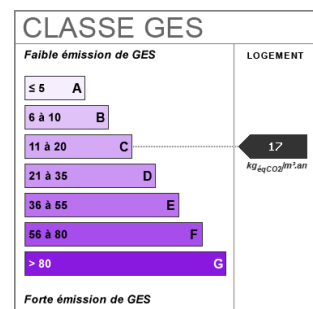 CLASSE GES
Faible émission de GES
LOGEMENT
≤ 5 A
6 à 10 B
11 à 20 C
17
kgéqCO2/m².an
21 à 35 D
36 à 55 E
56 à 80 F
> 80 G
Forte émission de GES